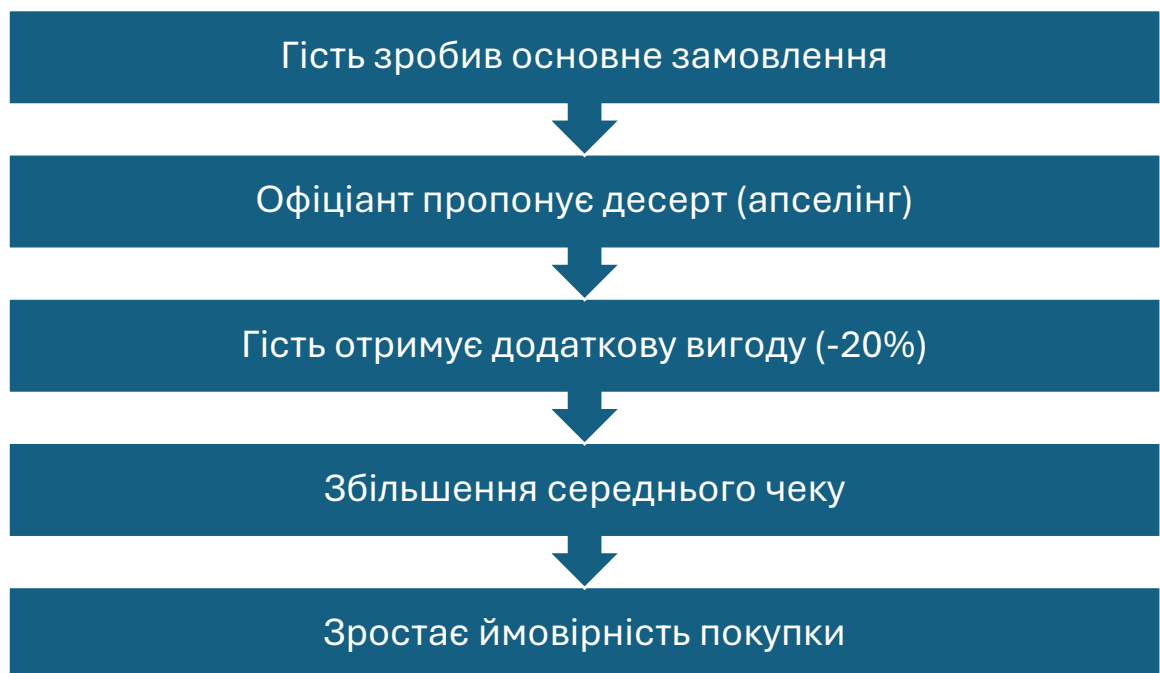 Гість зробив основне замовлення
Офіціант пропонує десерт (апселінг)
Гість отримує додаткову вигоду (-20%)
Збільшення середнього чеку
Зростає ймовірність покупки